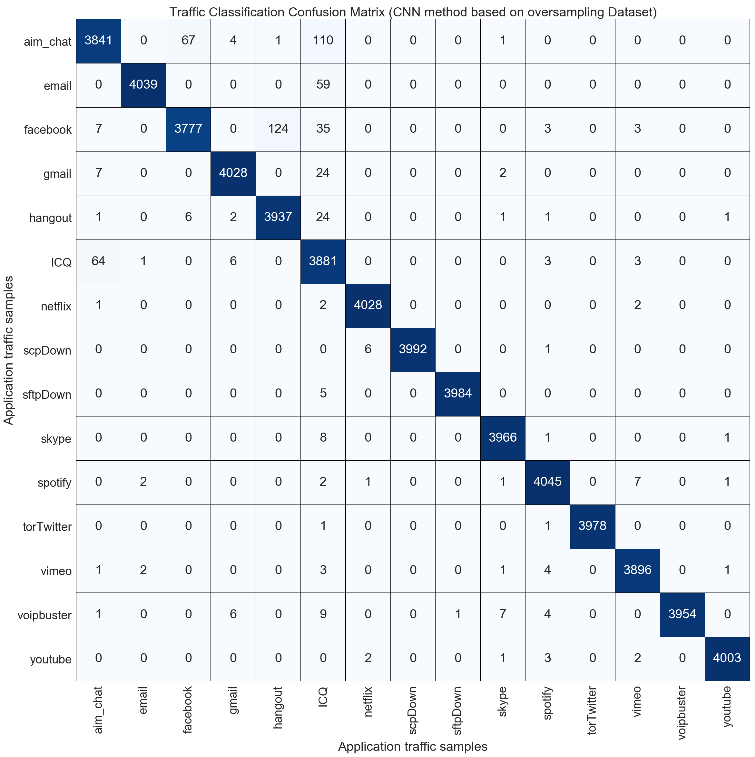 Traffic Classification Confusion Matrix (CNN method based on oversampling Dataset)
aim_chat 3841 0 67 4 1 110 0 0 0 1 0 0 0 0 0
email 0 4039 0 0 0 59 0 0 0 0 0 0 0 0 0
facebook 7 0 3777 0 124 35 0 0 0 0 3 0 3 0 0
gmail 7 0 0 4028 0 24 0 0 0 2 0 0 0 0 0
hangout 1 0 6 2 3937 24 0 0 0 1 1 0 0 0 1
ICQ 64 1 0 6 0 3881 0 0 0 0 3 0 3 0 0
netflix 1 0 0 0 0 2 4028 0 0 0 0 0 2 0 0
scpDown 0 0 0 0 0 0 6 3992 0 0 1 0 0 0 0
sftpDown 0 0 0 0 0 5 0 0 3984 0 0 0 0 0 0
skype 0 0 0 0 0 8 0 0 0 3966 1 0 0 0 1
spotify 0 2 0 0 0 2 1 0 0 1 4045 0 7 0 1
torTwitter 0 0 0 0 0 1 0 0 0 0 1 3978 0 0 0
vimeo 1 2 0 0 0 3 0 0 0 1 4 0 3896 0 1
voipbuster 1 0 0 6 0 9 0 0 1 7 4 0 0 3954 0
youtube 0 0 0 0 0 0 2 0 0 1 3 0 2 0 4003
Application traffic samples
aim_chat email facebook gmail hangout ICQ netflix scpDown sftpDown skype spotify torTwitter vimeo voipbuster youtube
Application traffic samples